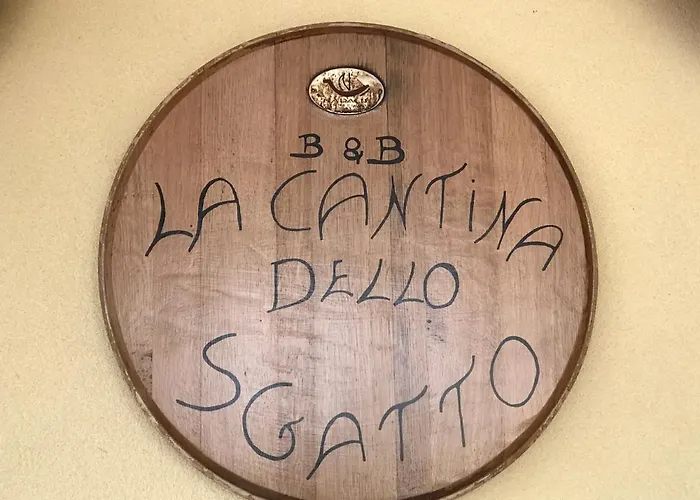 B & B
LA CANTINA
DELLO
SGATTO